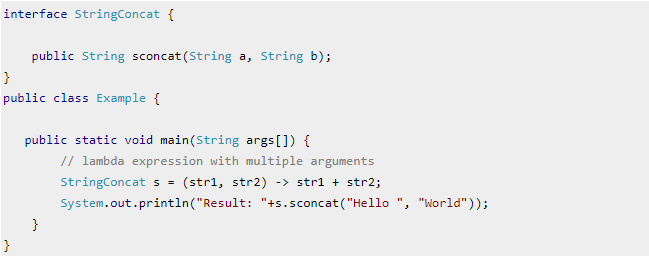 interface StringConcat {
public String sconcat(String a, String b);
}
public class Example {
public static void main(String args[]) {
// lambda expression with multiple arguments
StringConcat s = (str1, str2) -> str1 + str2;
System.out.println("Result: "+s.sconcat("Hello ", "World"));
}
}